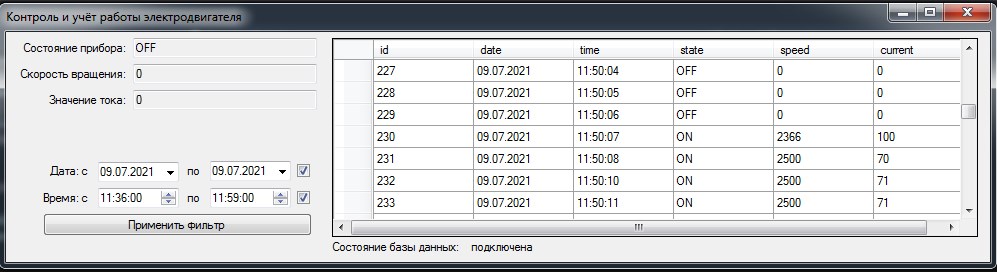 Контроль и учёт работы электродвигателя
Состояние прибора: OFF
Скорость вращения: 0
Значение тока: 0
Дата: с 09.07.2021 по 09.07.2021
Время: с 11:36:00 по 11:59:00
Применить фильтр
id date time state speed current
227 09.07.2021 11:50:04 OFF 0 0
228 09.07.2021 11:50:05 OFF 0 0
229 09.07.2021 11:50:06 OFF 0 0
230 09.07.2021 11:50:07 ON 2366 100
231 09.07.2021 11:50:08 ON 2500 70
232 09.07.2021 11:50:10 ON 2500 71
233 09.07.2021 11:50:11 ON 2500 71
Состояние базы данных: подключена